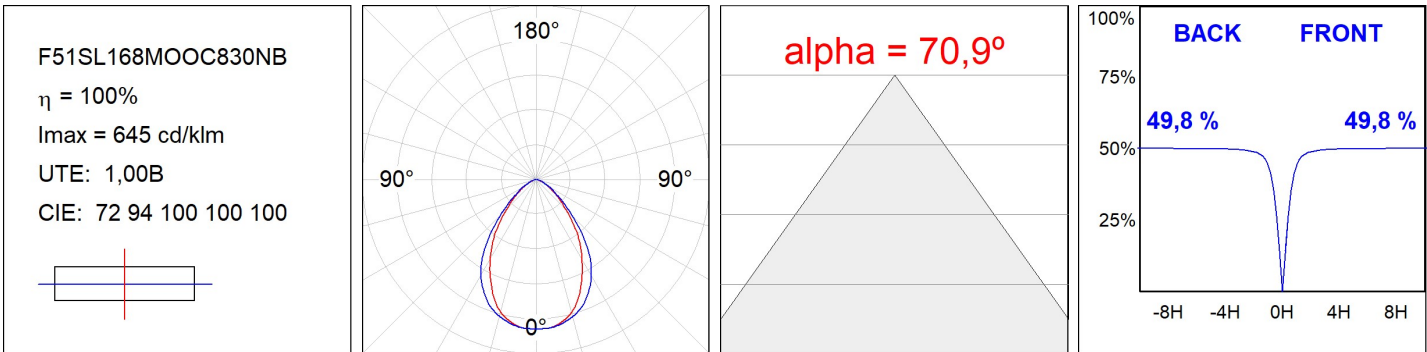 F51SL168MOOC830NB
η = 100%
Imax = 645 cd/klm
UTE: 1,00B
CIE: 72 94 100 100 100
180°
90° 90°
0°
alpha = 70,9º
100%
BACK FRONT
75%
49,8 % 49,8 %
50%
25%
-8H -4H 0H 4H 8H